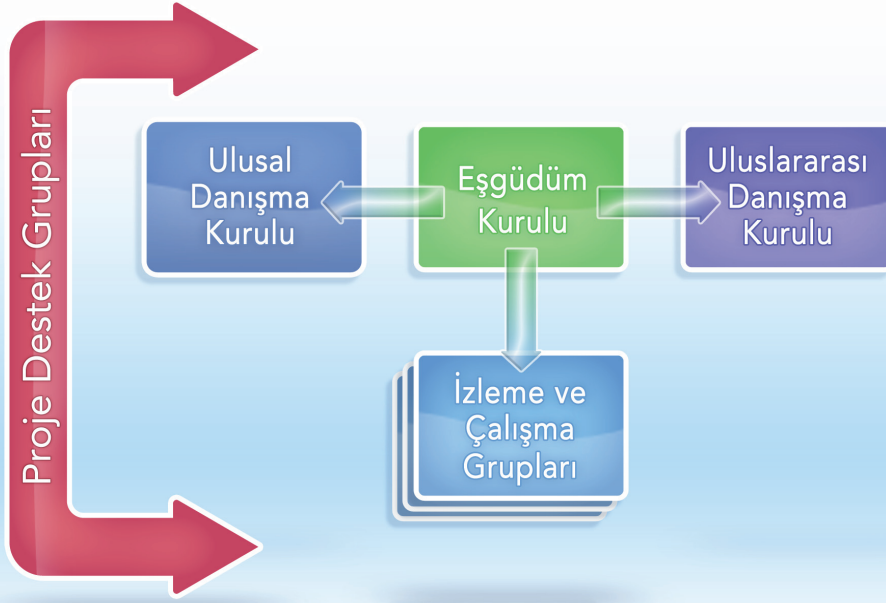 Proje Destek Grupları
Ulusal
Danışma
Kurulu
Eşgüdüm
Kurulu
Uluslararası
Danışma
Kurulu
İzleme ve
Çalışma
Grupları